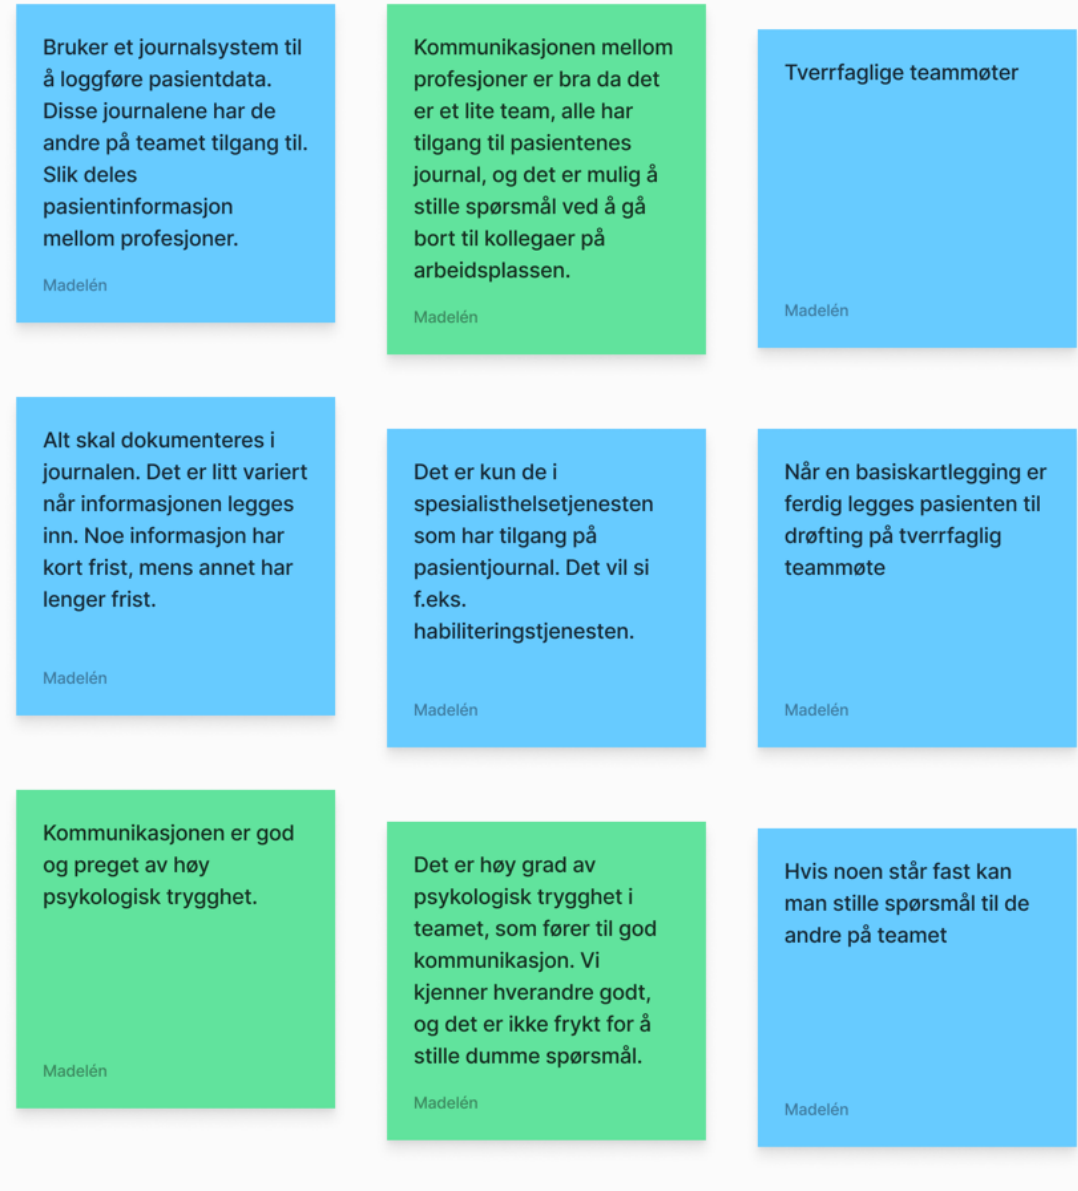 Bruker et journalsystem til
å loggføre pasientdata.
Disse journalene har de
andre på teamet tilgang til.
Slik deles
pasientinformasjon
mellom profesjoner.
Madelén
Kommunikasjonen mellom
profesjoner er bra da det
er et lite team, alle har
tilgang til pasientenes
journal, og det er mulig å
stille spørsmål ved å gå
bort til kollegaer på
arbeidsplassen.
Madelén
Tverrfaglige teammøter
Madelén
Alt skal dokumenteres i
journalen. Det er litt variert
når informasjonen legges
inn. Noe informasjon har
kort frist, mens annet har
lenger frist.
Madelén
Det er kun de i
spesialisthelsetjenesten
som har tilgang på
pasientjournal. Det vil si
f.eks.
habiliteringstjenesten.
Madelén
Når en basiskartlegging er
ferdig legges pasienten til
drøfting på tverrfaglig
teammøte
Madelén
Kommunikasjonen er god
og preget av høy
psykologisk trygghet.
Madelén
Det er høy grad av
psykologisk trygghet i
teamet, som fører til god
kommunikasjon. Vi
kjenner hverandre godt,
og det er ikke frykt for å
stille dumme spørsmål.
Madelén
Hvis noen står fast kan
man stille spørsmål til de
andre på teamet
Madelén